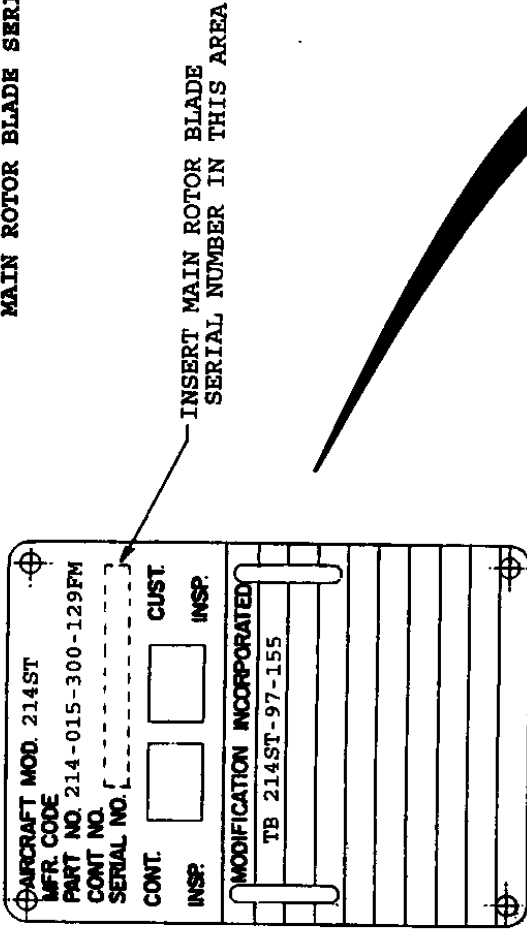 MAIN ROTOR BLADE
INSERT MAIN ROTOR BLADE
SERIAL NUMBER IN THIS AREA
AIRCRAFT MOD. 214ST
MFR. CODE
PART NO. 214-015-300-129FM
CONT NO.
SERIAL NO.
CONT. CUST.
INSP. INSP.
MODIFICATION INCORPORATED
TB 214ST-97-155